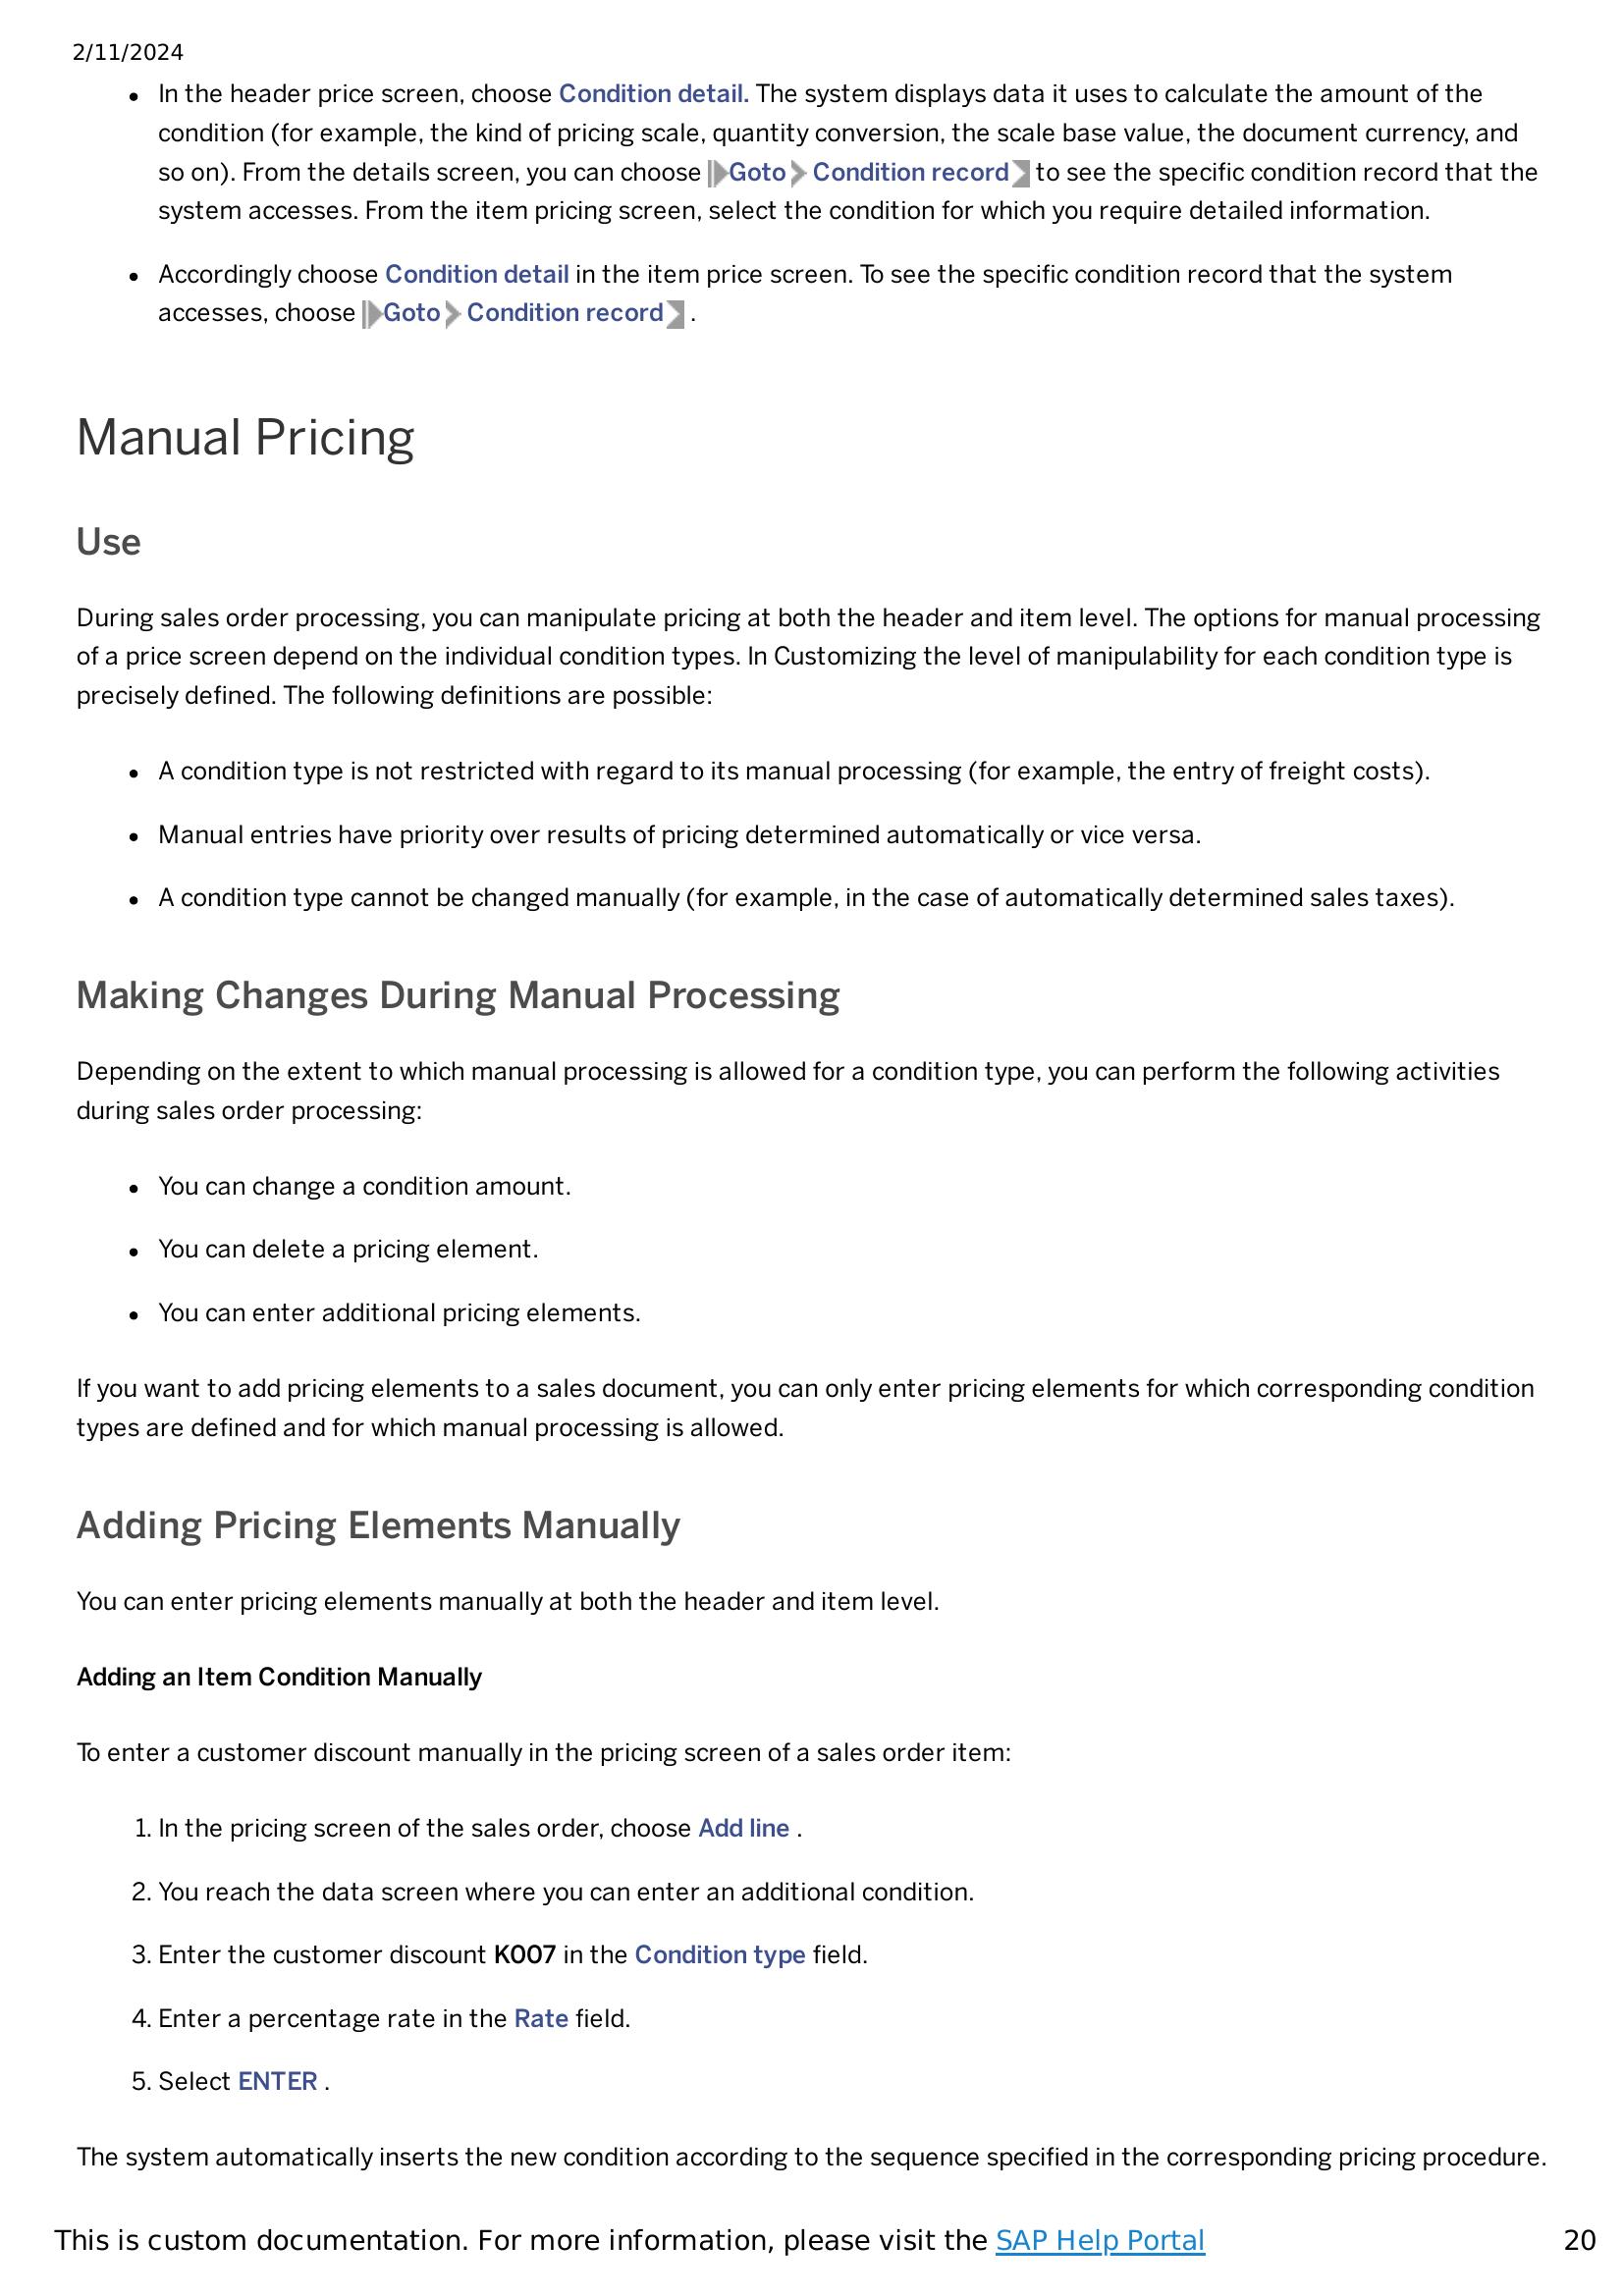 2/11/2024
• In the header price screen, choose Condition detail. The system displays data it uses to calculate the amount of the
condition (for example, the kind of pricing scale, quantity conversion, the scale base value, the document currency, and
so on). From the details screen, you can choose Goto Condition record to see the specific condition record that the
system accesses. From the item pricing screen, select the condition for which you require detailed information.
• Accordingly choose Condition detail in the item price screen. To see the specific condition record that the system
accesses, choose Goto Condition record .
Manual Pricing
Use
During sales order processing, you can manipulate pricing at both the header and item level. The options for manual processing
of a price screen depend on the individual condition types. In Customizing the level of manipulability for each condition type is
precisely defined. The following definitions are possible:
• A condition type is not restricted with regard to its manual processing (for example, the entry of freight costs).
• Manual entries have priority over results of pricing determined automatically or vice versa.
• A condition type cannot be changed manually (for example, in the case of automatically determined sales taxes).
Making Changes During Manual Processing
Depending on the extent to which manual processing is allowed for a condition type, you can perform the following activities
during sales order processing:
• You can change a condition amount.
• You can delete a pricing element.
• You can enter additional pricing elements.
If you want to add pricing elements to a sales document, you can only enter pricing elements for which corresponding condition
types are defined and for which manual processing is allowed.
Adding Pricing Elements Manually
You can enter pricing elements manually at both the header and item level.
Adding an Item Condition Manually
To enter a customer discount manually in the pricing screen of a sales order item:
1. In the pricing screen of the sales order, choose Add line .
2. You reach the data screen where you can enter an additional condition.
3. Enter the customer discount K007 in the Condition type field.
4. Enter a percentage rate in the Rate field.
5. Select ENTER .
The system automatically inserts the new condition according to the sequence specified in the corresponding pricing procedure.
This is custom documentation. For more information, please visit the SAP Help Portal 20